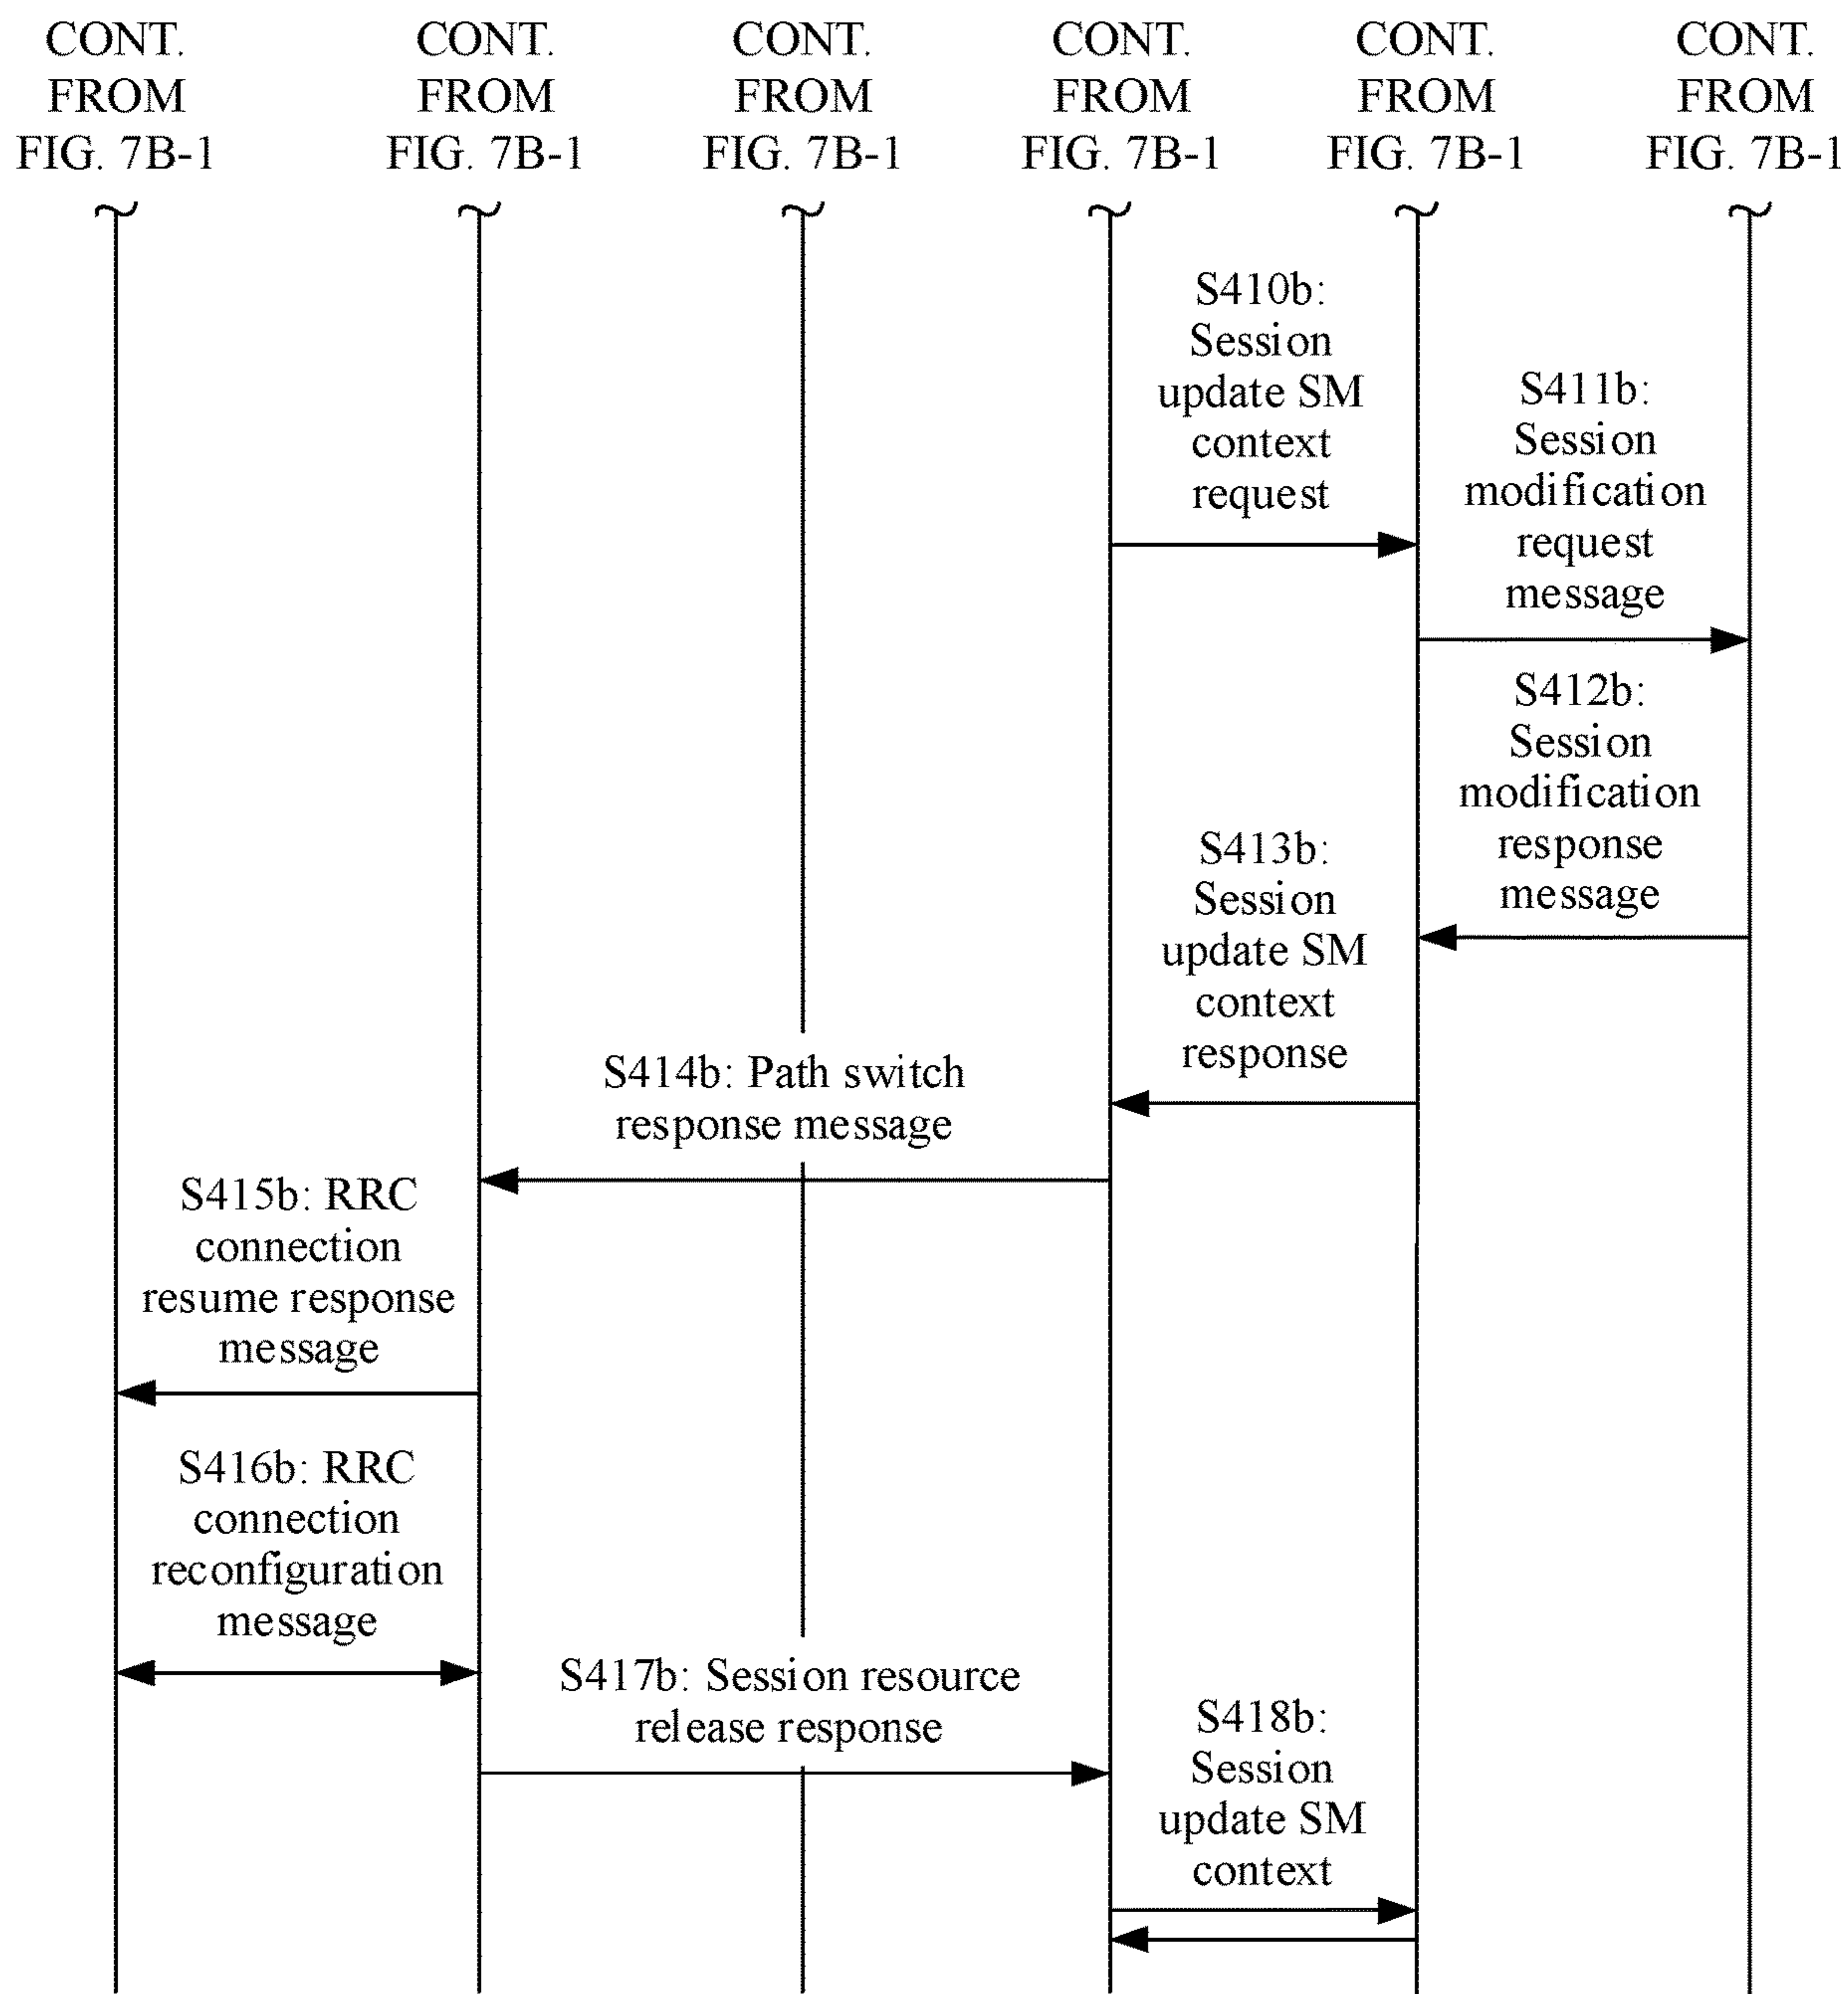 CONT.
FROM
FIG. 7B-1
CONT.
FROM
FIG. 7B-1
CONT.
FROM
FIG. 7B-1
CONT.
FROM
FIG. 7B-1
CONT.
FROM
FIG. 7B-1
CONT.
FROM
FIG. 7B-1
S410b:
Session
update SM
context
request
S411b:
Session
modification
request
message
S412b:
Session
modification
response
message
S413b:
Session
update SM
context
response
S414b: Path switch
response message
S415b: RRC
connection
resume response
message
S416b: RRC
connection
reconfiguration
message
S417b: Session resource
release response
S418b:
Session
update SM
context